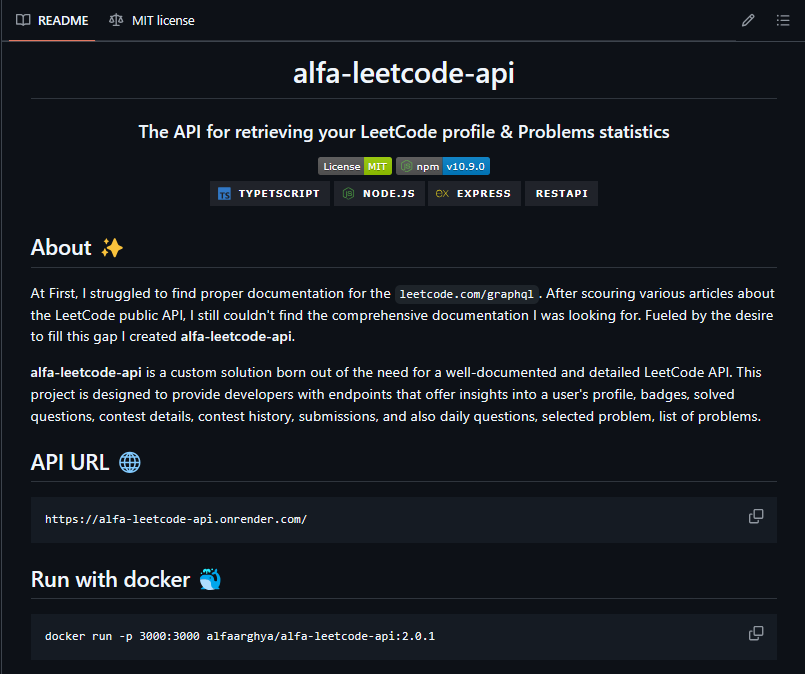 README MIT license
alfa-leetcode-api
The API for retrieving your LeetCode profile & Problems statistics
License MIT npm v10.9.0
TS TYPETSCRIPT JS NODE.JS ex EXPRESS RESTAPI
About ✨
At First, I struggled to find proper documentation for the leetcode.com/graphql. After scouring various articles about
the LeetCode public API, I still couldn't find the comprehensive documentation I was looking for. Fueled by the desire
to fill this gap I created alfa-leetcode-api.
alfa-leetcode-api is a custom solution born out of the need for a well-documented and detailed LeetCode API. This
project is designed to provide developers with endpoints that offer insights into a user's profile, badges, solved
questions, contest details, contest history, submissions, and also daily questions, selected problem, list of problems.
API URL 🌐
https://alfa-leetcode-api.onrender.com/
Run with docker 🐳
docker run -p 3000:3000 alfaarghya/alfa-leetcode-api:2.0.1